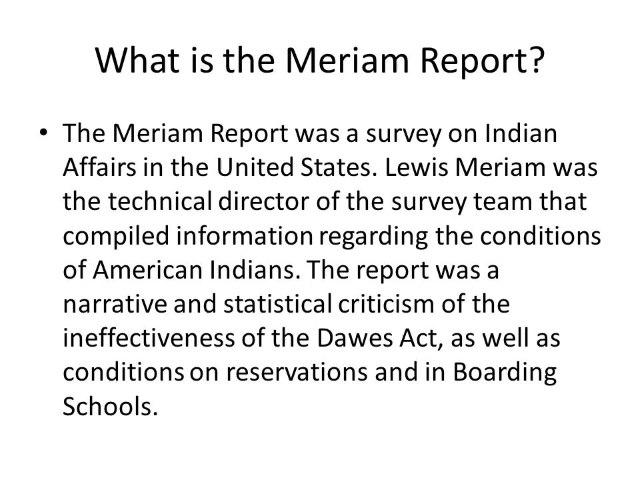 What is the Meriam Report?
• The Meriam Report was a survey on Indian
Affairs in the United States. Lewis Meriam was
the technical director of the survey team that
compiled information regarding the conditions
of American Indians. The report was a
narrative and statistical criticism of the
ineffectiveness of the Dawes Act, as well as
conditions on reservations and in Boarding
Schools.